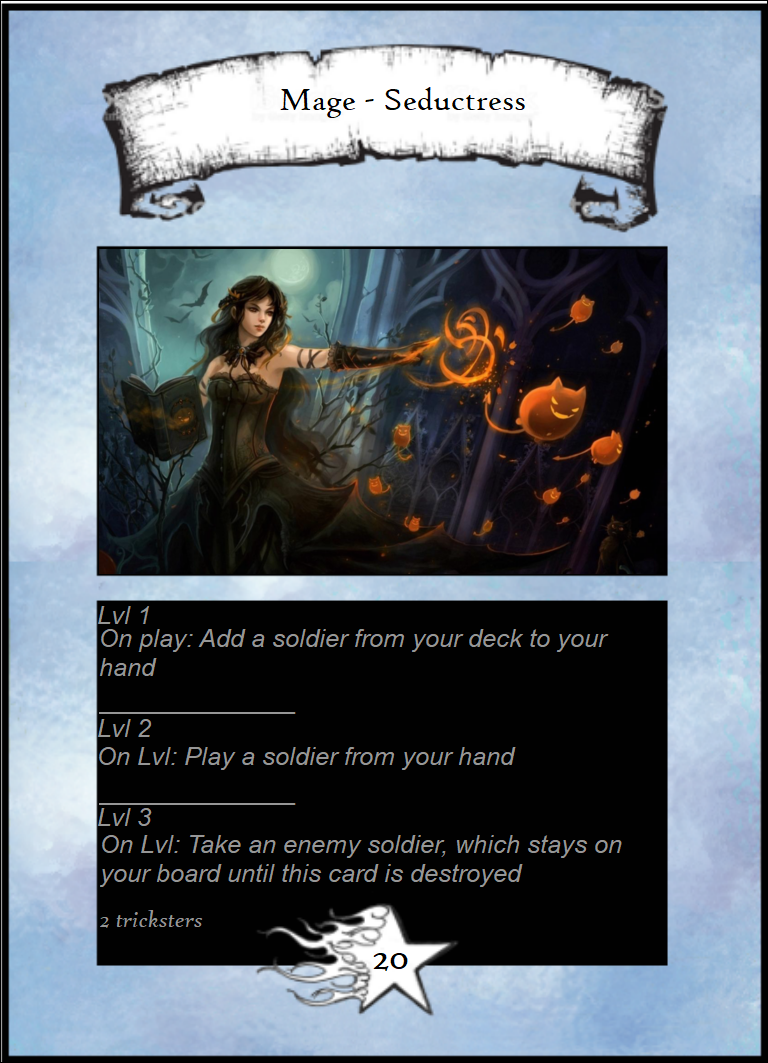 Mage - Seductress
Lvl 1
On play: Add a soldier from your deck to your
hand
Lvl 2
On Lvl: Play a soldier from your hand
Lvl 3
On Lvl: Take an enemy soldier, which stays on
your board until this card is destroyed
2 tricksters
20